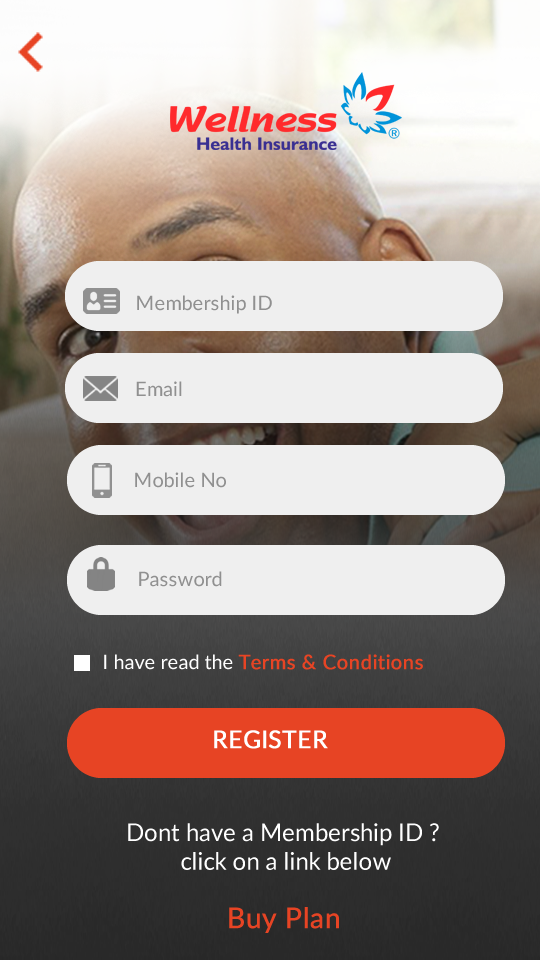 Wellness
Health Insurance
®
Membership ID
Email
Mobile No
Password
I have read the Terms & Conditions
REGISTER
Dont have a Membership ID ?
click on a link below
Buy Plan